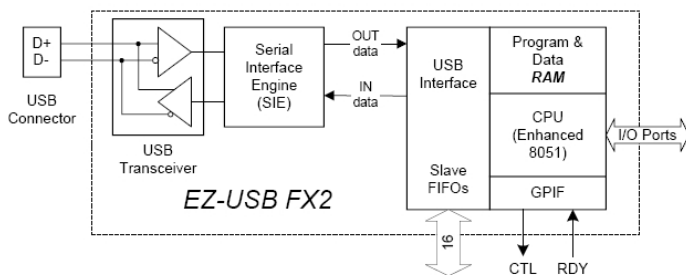 D+
D-
USB
Connector
USB
Transceiver
Serial
Interface
Engine
(SIE)
OUT
data
IN
data
USB
Interface
Slave
FIFOs
Program &
Data
RAM
CPU
(Enhanced
8051)
GPIF
I/O Ports
EZ-USB FX2
16
CTL
RDY